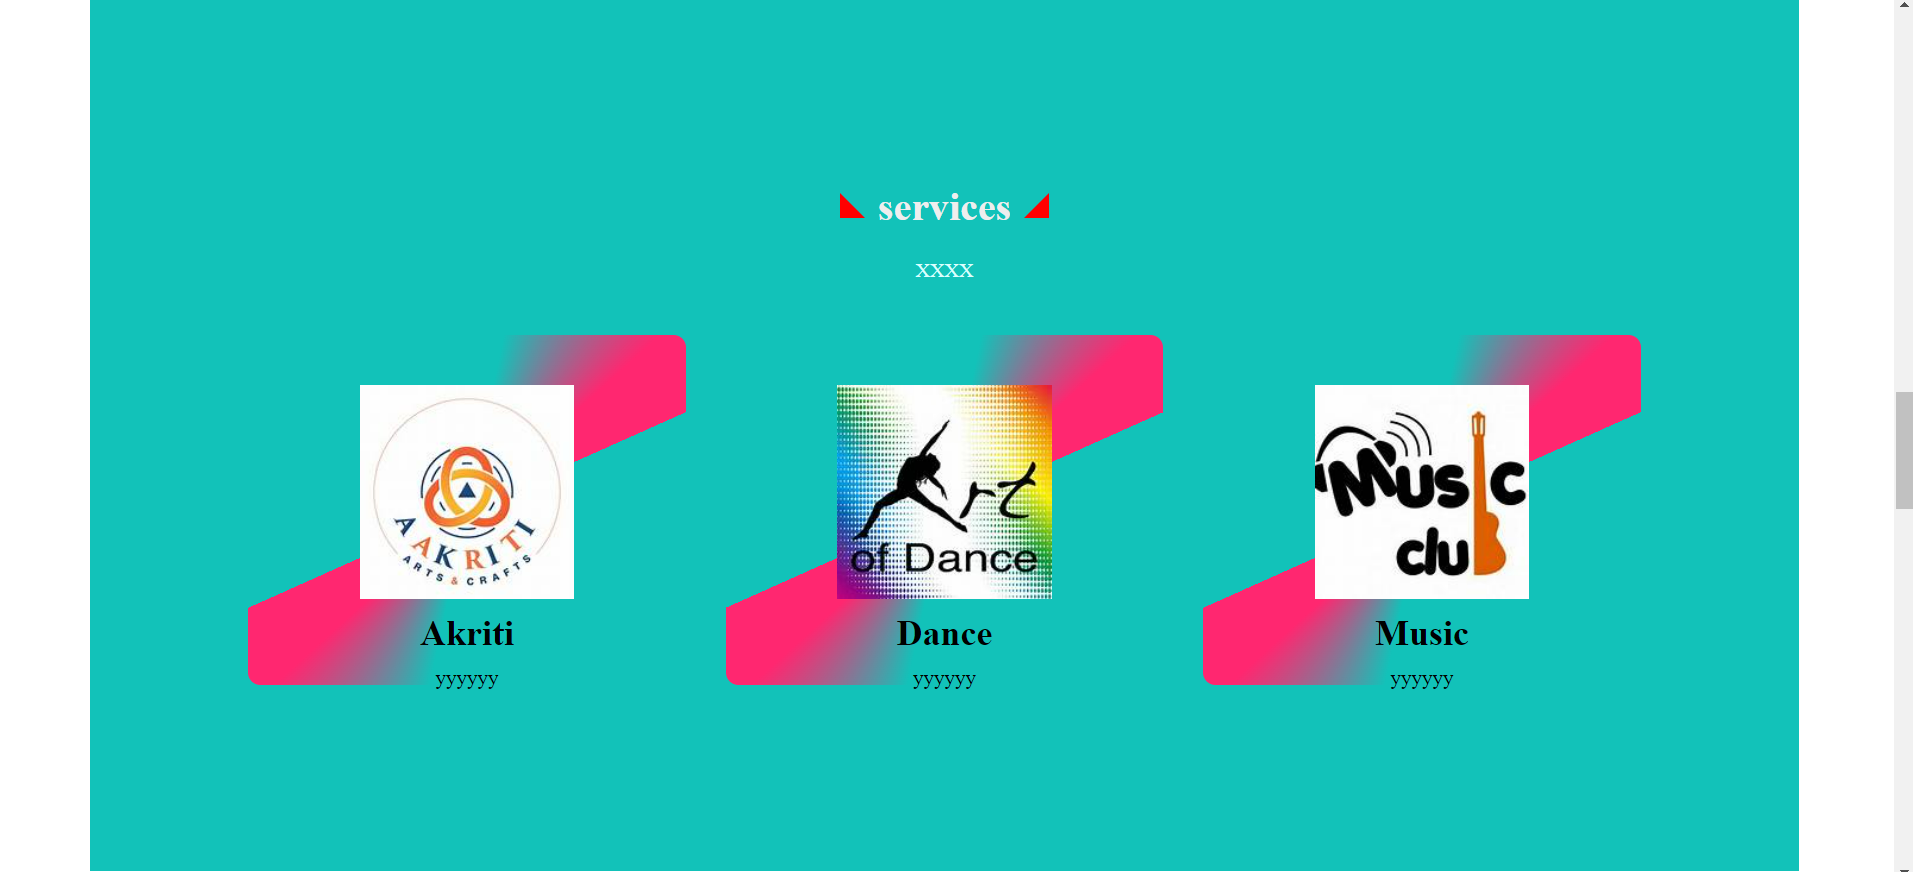 services
xxxx
AAKRITI
ARTS & CRAFTS
Art
of Dance
Music
club
Akriti
Dance
Music
yyyyyy
yyyyyy
yyyyyy